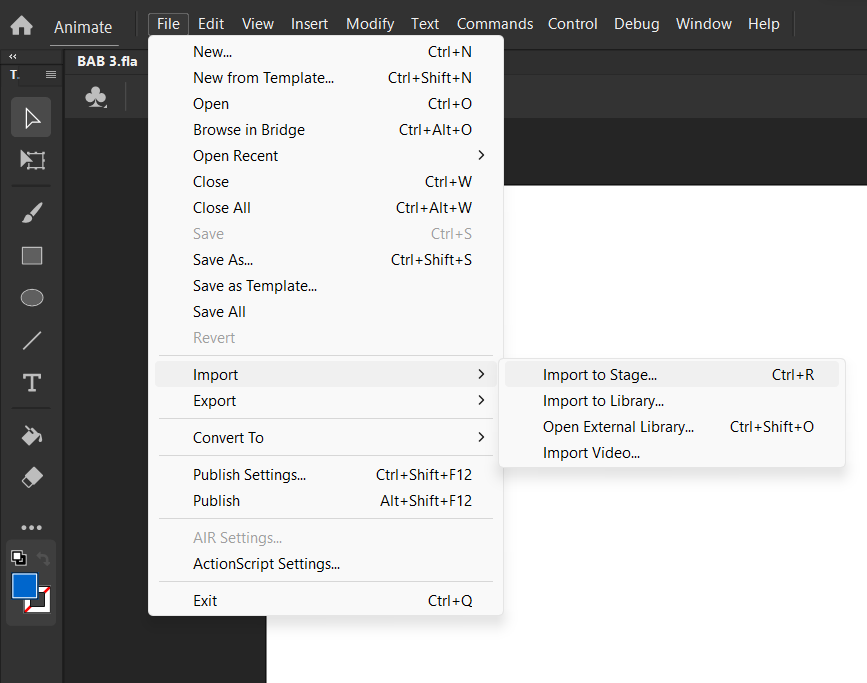 Animate File Edit View Insert Modify Text Commands Control Debug Window Help
T.
BAB 3.fla
New... Ctrl+N
New from Template... Ctrl+Shift+N
Open Ctrl+O
Browse in Bridge Ctrl+Alt+O
Open Recent
Close Ctrl+W
Close All Ctrl+Alt+W
Save Ctrl+S
Save As... Ctrl+Shift+S
Save as Template...
Save All
Revert
Import
Export
Convert To
Publish Settings... Ctrl+Shift+F12
Publish Alt+Shift+F12
AIR Settings...
ActionScript Settings...
Exit Ctrl+Q
Import to Stage... Ctrl+R
Import to Library...
Open External Library... Ctrl+Shift+O
Import Video...